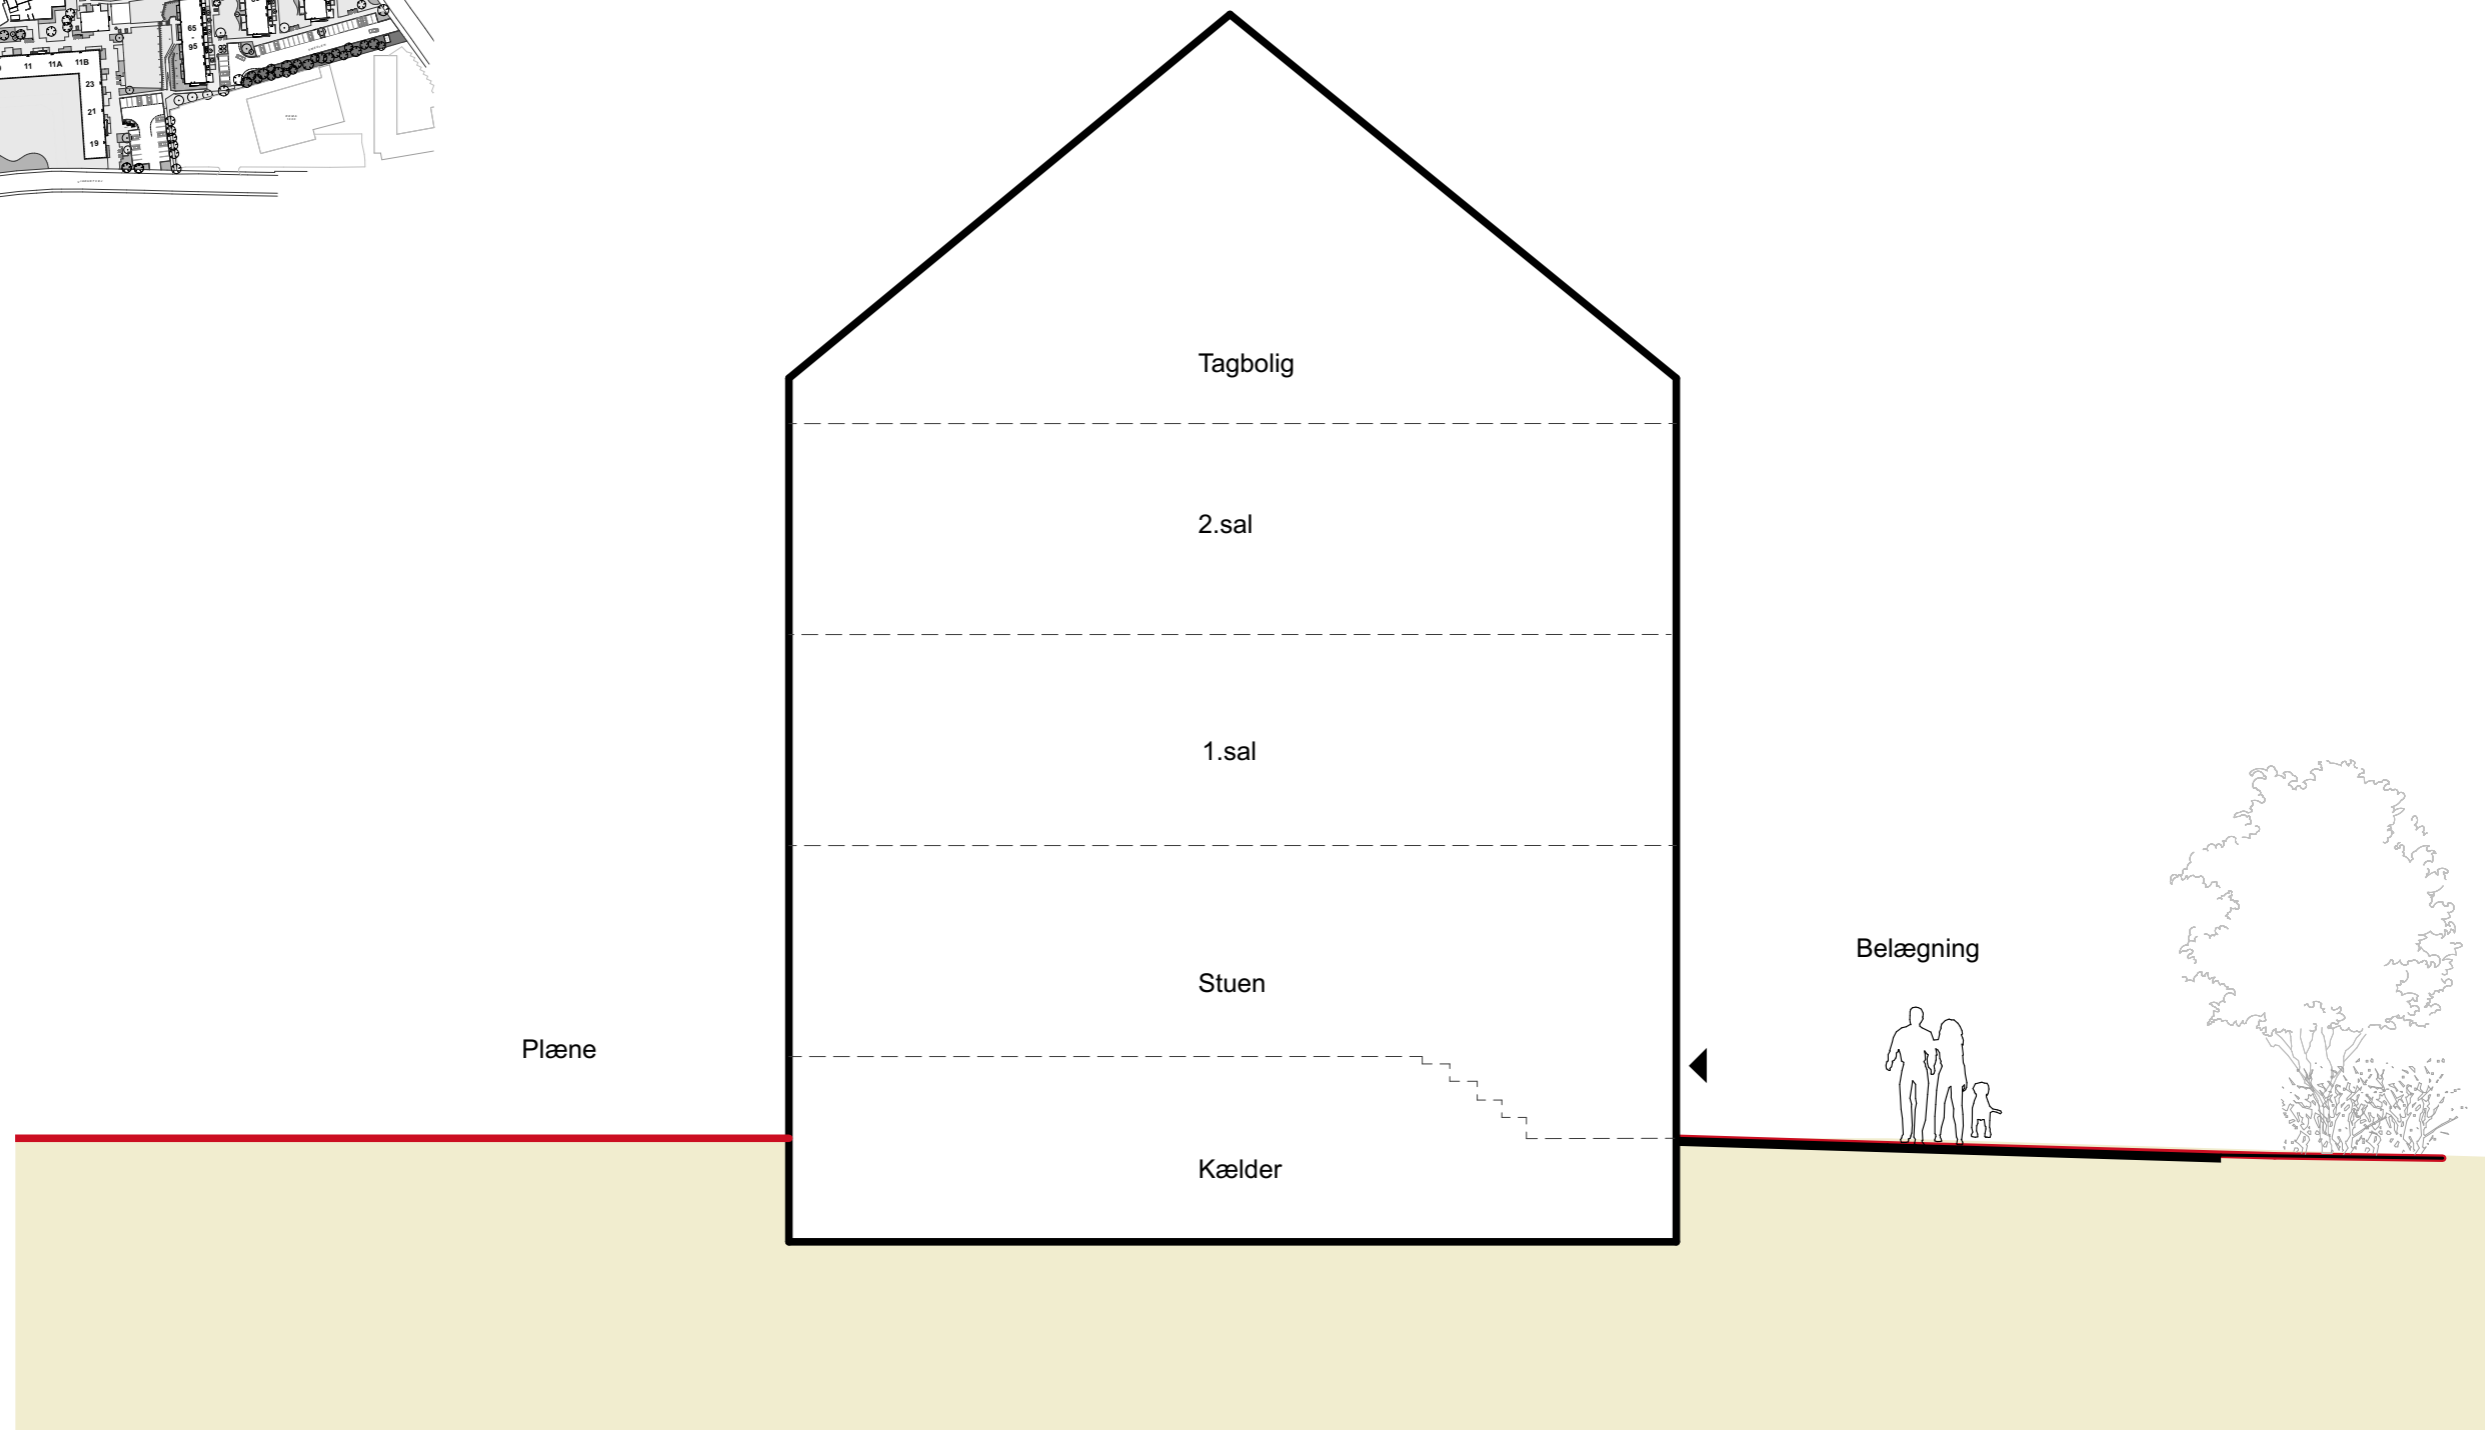 65
-
95
11 11A 11B
23
21
19
Tagbolig
2.sal
1.sal
Belægning
Stuen
Plæne
Kælder